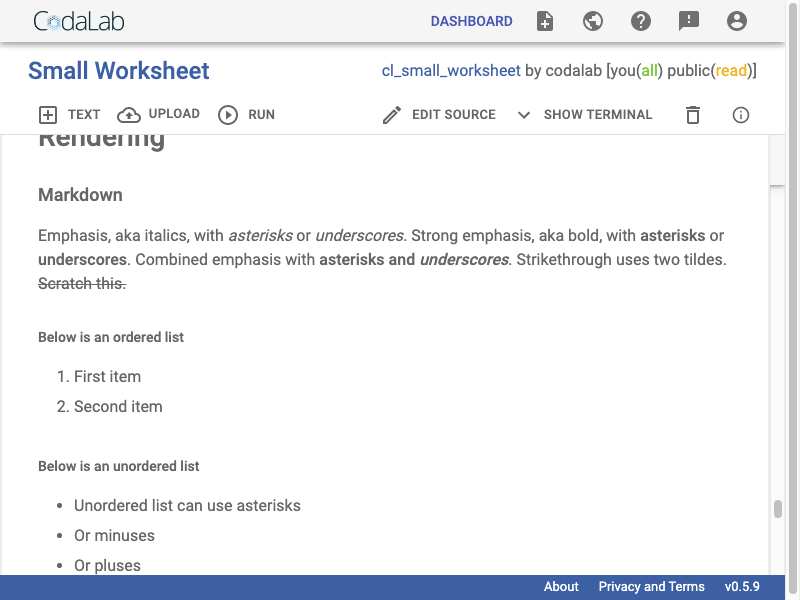 CodaLab
DASHBOARD
Small Worksheet
cl_small_worksheet by codalab [you(all) public(read)]
TEXT UPLOAD RUN EDIT SOURCE SHOW TERMINAL
Rendering
Markdown
Emphasis, aka italics, with asterisks or underscores. Strong emphasis, aka bold, with asterisks or
underscores. Combined emphasis with asterisks and underscores. Strikethrough uses two tildes.
Scratch this.
Below is an ordered list
1. First item
2. Second item
Below is an unordered list
• Unordered list can use asterisks
• Or minuses
• Or pluses
About Privacy and Terms v0.5.9